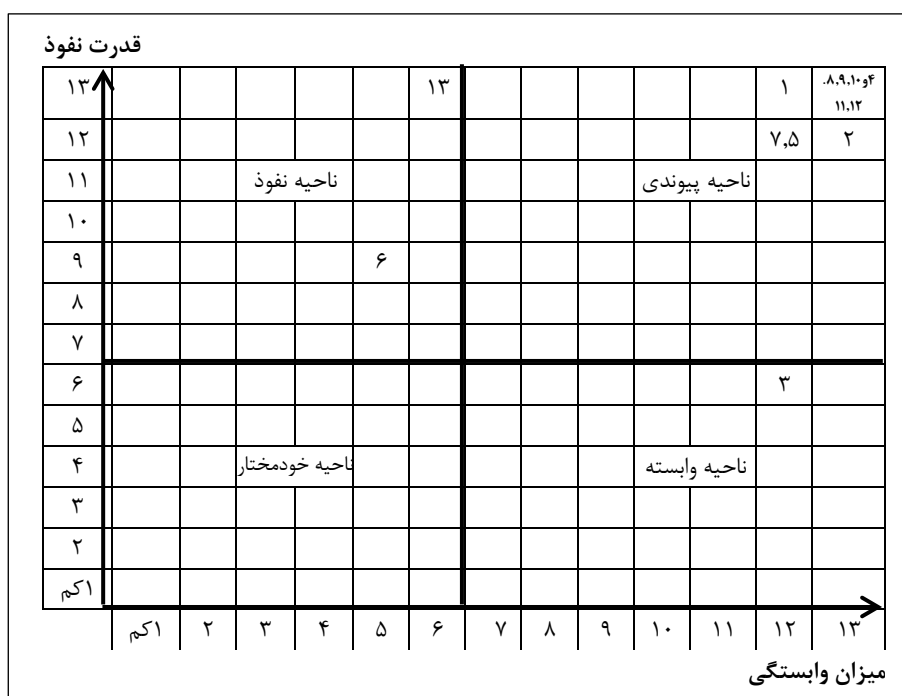 قدرت نفوذ
۱۳ ۱۳ ۱ ۴و۸,۹,۱۰.
۱۱,۱۲
۱۲ ۷,۵ ۲
۱۱ ناحیه نفوذ ناحیه پیوندی
۱۰
۹ ۶
۸
۷
۶ ۳
۵
۴ ناحیه خودمختار ناحیه وابسته
۳
۲
۱کم
۱کم ۲ ۳ ۴ ۵ ۶ ۷ ۸ ۹ ۱۰ ۱۱ ۱۲ ۱۳
میزان وابستگی